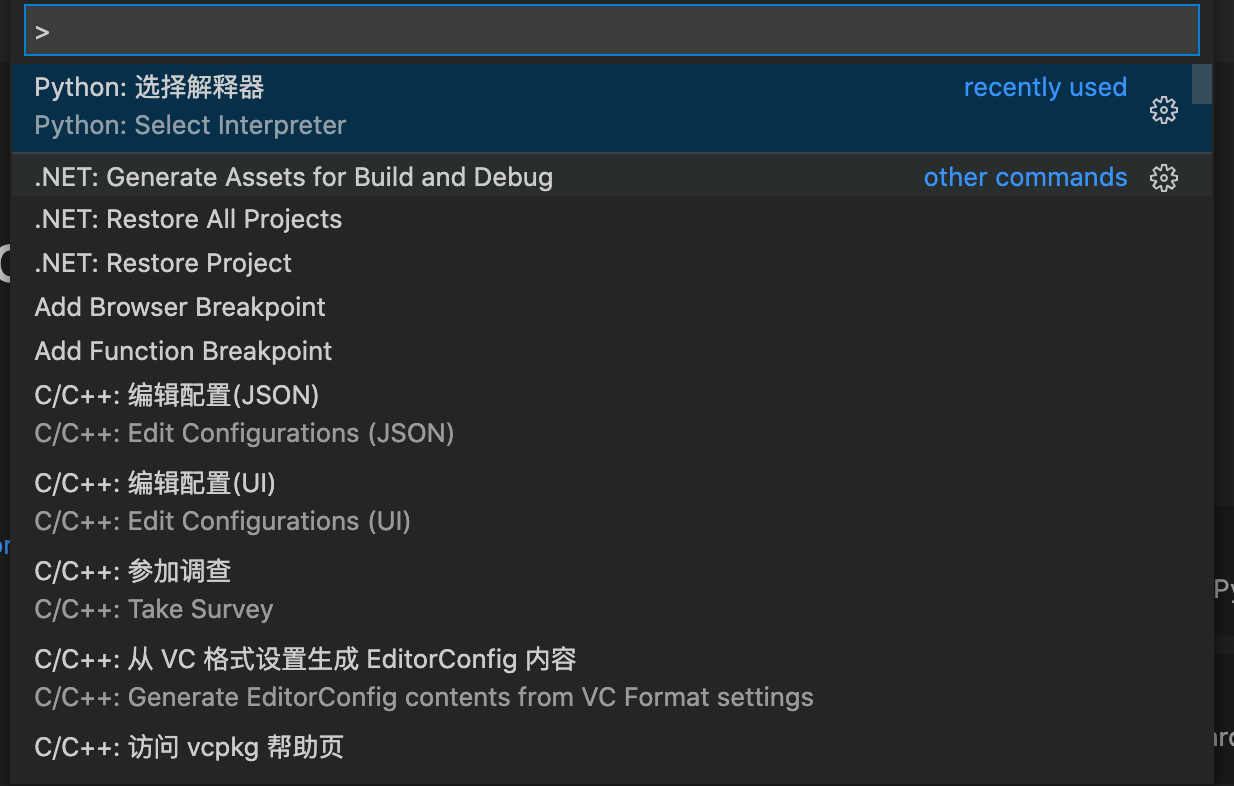 >
Python: 选择解释器 recently used
Python: Select Interpreter
.NET: Generate Assets for Build and Debug other commands
.NET: Restore All Projects
.NET: Restore Project
Add Browser Breakpoint
Add Function Breakpoint
C/C++: 编辑配置(JSON)
C/C++: Edit Configurations (JSON)
C/C++: 编辑配置(UI)
C/C++: Edit Configurations (UI)
C/C++: 参加调查
C/C++: Take Survey
C/C++: 从 VC 格式设置生成 EditorConfig 内容
C/C++: Generate EditorConfig contents from VC Format settings
C/C++: 访问 vcpkg 帮助页